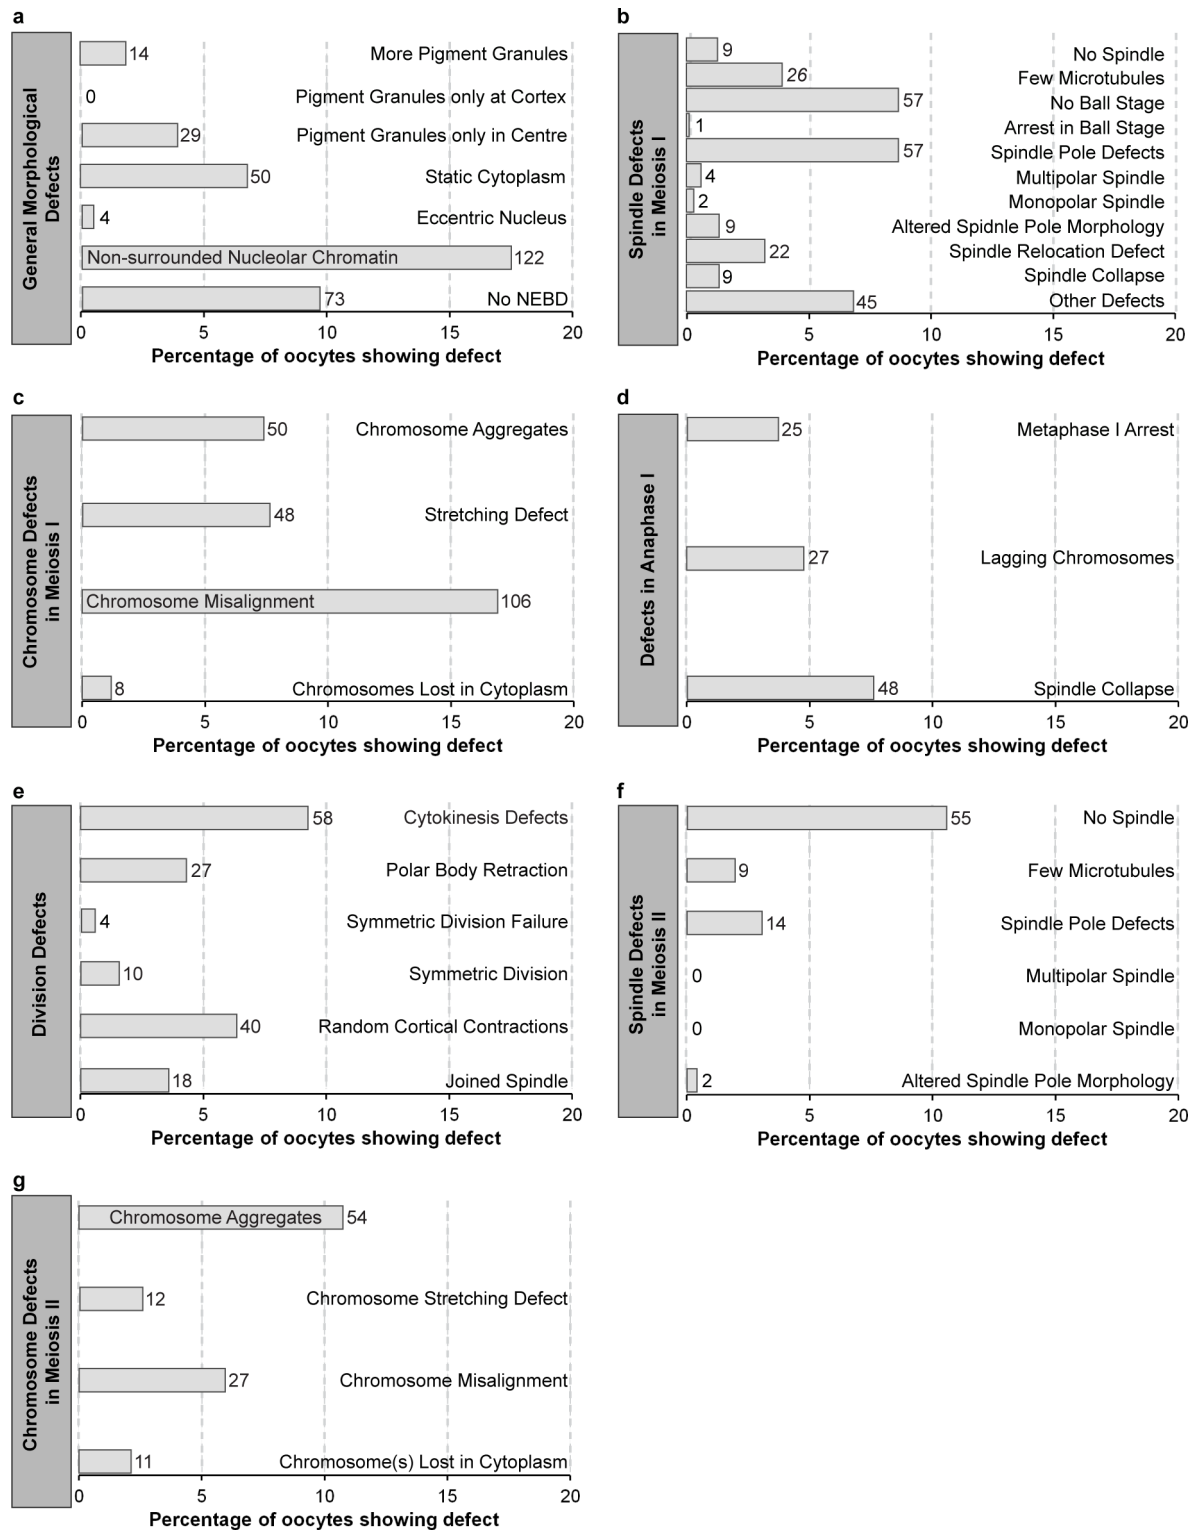 a
General Morphological
Defects
14 More Pigment Granules
0 Pigment Granules only at Cortex
29 Pigment Granules only in Centre
50 Static Cytoplasm
4 Eccentric Nucleus
Non-surrounded Nucleolar Chromatin 122
73 No NEBD
0 5 10 15 20
Percentage of oocytes showing defect
b
Spindle Defects
in Meiosis I
9 No Spindle
26 Few Microtubules
57 No Ball Stage
1 Arrest in Ball Stage
57 Spindle Pole Defects
4 Multipolar Spindle
2 Monopolar Spindle
9 Altered Spidnle Pole Morphology
22 Spindle Relocation Defect
9 Spindle Collapse
45 Other Defects
0 5 10 15 20
Percentage of oocytes showing defect
c
Chromosome Defects
in Meiosis I
50 Chromosome Aggregates
48 Stretching Defect
Chromosome Misalignment 106
8 Chromosomes Lost in Cytoplasm
0 5 10 15 20
Percentage of oocytes showing defect
d
Defects in Anaphase I
25 Metaphase I Arrest
27 Lagging Chromosomes
48 Spindle Collapse
0 5 10 15 20
Percentage of oocytes showing defect
e
Division Defects
58 Cytokinesis Defects
27 Polar Body Retraction
4 Symmetric Division Failure
10 Symmetric Division
40 Random Cortical Contractions
18 Joined Spindle
0 5 10 15 20
Percentage of oocytes showing defect
f
Spindle Defects
in Meiosis II
55 No Spindle
9 Few Microtubules
14 Spindle Pole Defects
0 Multipolar Spindle
0 Monopolar Spindle
2 Altered Spindle Pole Morphology
0 5 10 15 20
Percentage of oocytes showing defect
g
Chromosome Defects
in Meiosis II
Chromosome Aggregates 54
12 Chromosome Stretching Defect
27 Chromosome Misalignment
11 Chromosome(s) Lost in Cytoplasm
0 5 10 15 20
Percentage of oocytes showing defect